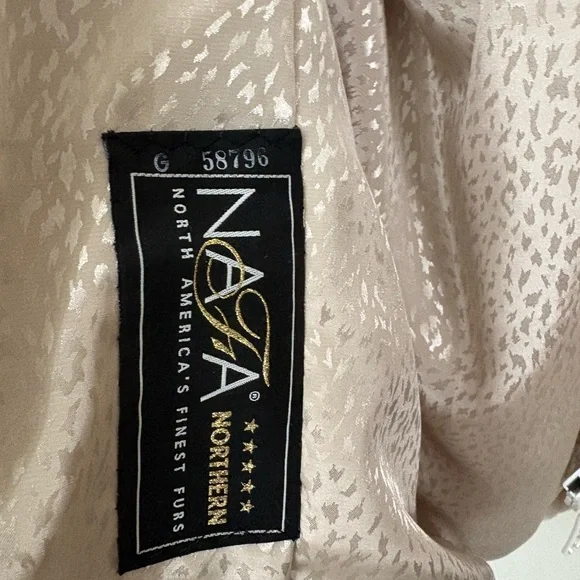 G 58796
NAFA®
NORTHERN
NORTH AMERICA'S FINEST FURS